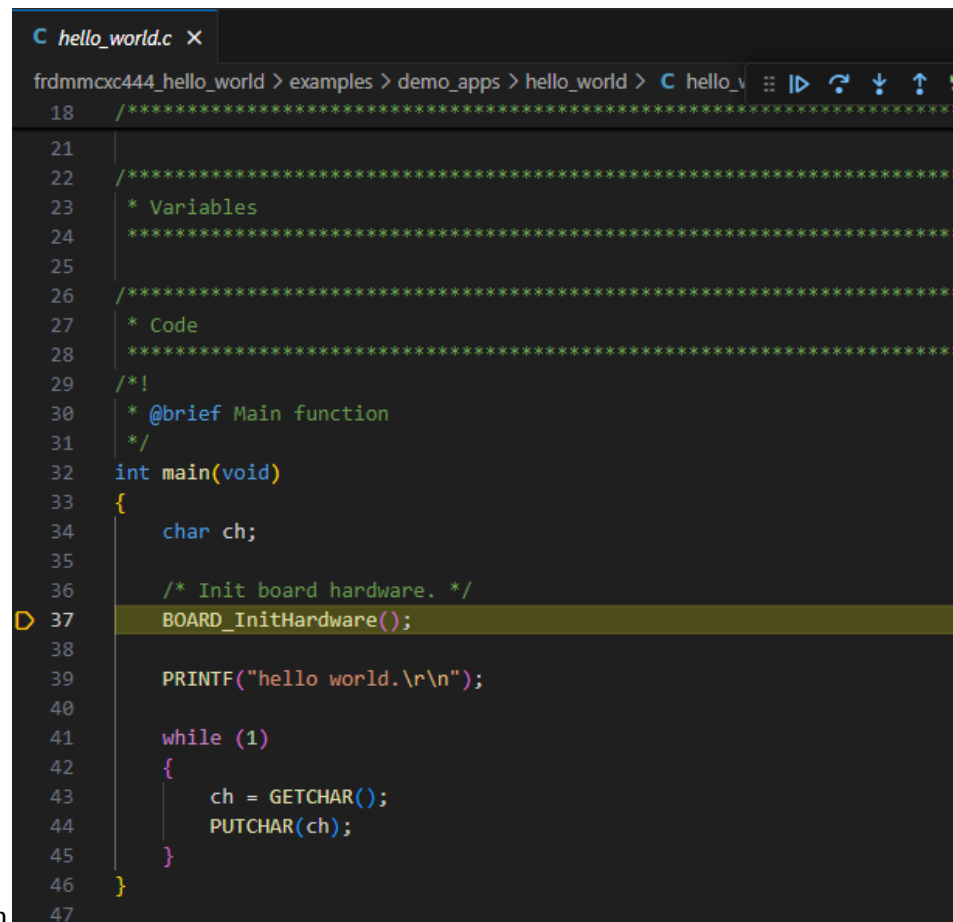 C hello_world.c ×
frdmmcxc444_hello_world > examples > demo_apps > hello_world > C hello_v
18 /**********************************************************************
21
22 /**********************************************************************
23  * Variables
24  **********************************************************************
25
26 /**********************************************************************
27  * Code
28  **********************************************************************
29 /*!
30  * @brief Main function
31  */
32 int main(void)
33 {
34     char ch;
35
36     /* Init board hardware. */
37     BOARD_InitHardware();
38
39     PRINTF("hello world.\r\n");
40
41     while (1)
42     {
43         ch = GETCHAR();
44         PUTCHAR(ch);
45     }
46 }
47